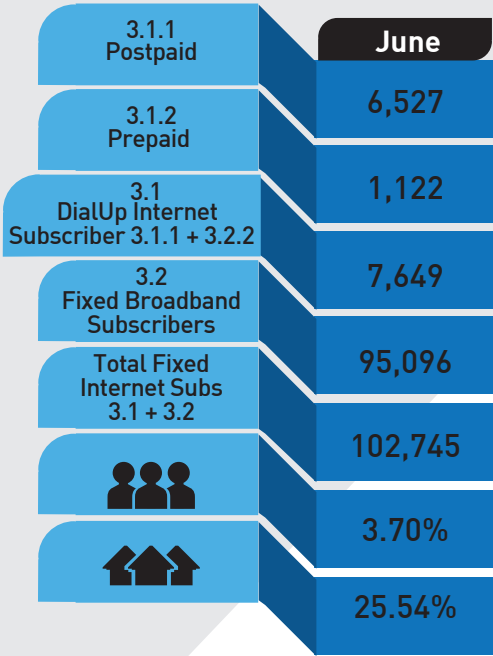 3.1.1
Postpaid
June
6,527
3.1.2
Prepaid
1,122
3.1
DialUp Internet
Subscriber 3.1.1 + 3.2.2
7,649
3.2
Fixed Broadband
Subscribers
95,096
Total Fixed
Internet Subs
3.1 + 3.2
102,745
3.70%
25.54%